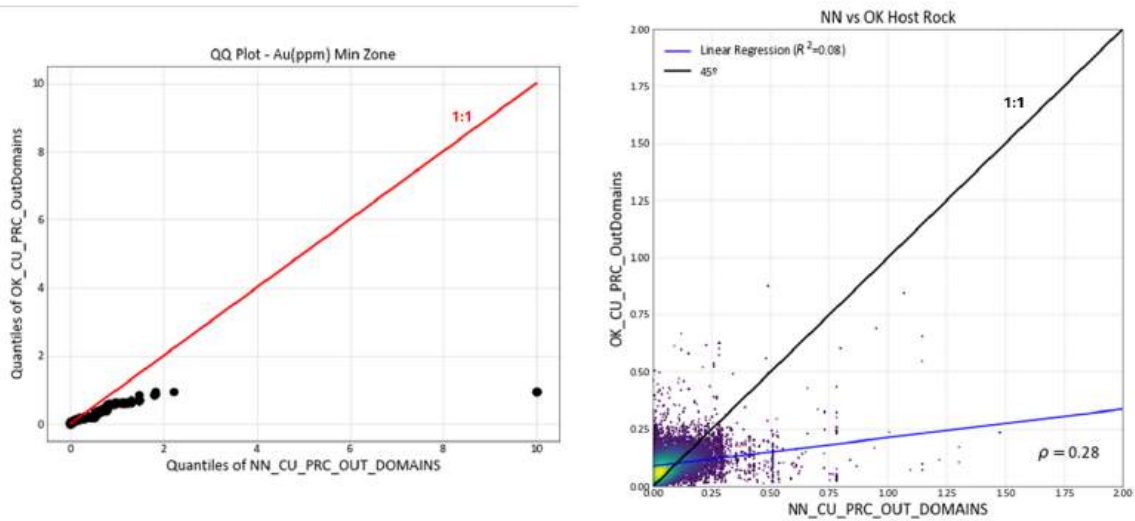 QQ Plot - Au(ppm) Min Zone
10
8
6
4
2
0
1:1
0 2 4 6 8 10
Quantiles of OK_CU_PRC_OutDomains
Quantiles of NN_CU_PRC_OUT_DOMAINS
NN vs OK Host Rock
Linear Regression (R²=0.08)
45º
1:1
2.00
1.75
1.50
1.25
1.00
0.75
0.50
0.25
0.00
0.00 0.25 0.50 0.75 1.00 1.25 1.50 1.75 2.00
ρ = 0.28
OK_CU_PRC_OutDomains
NN_CU_PRC_OUT_DOMAINS